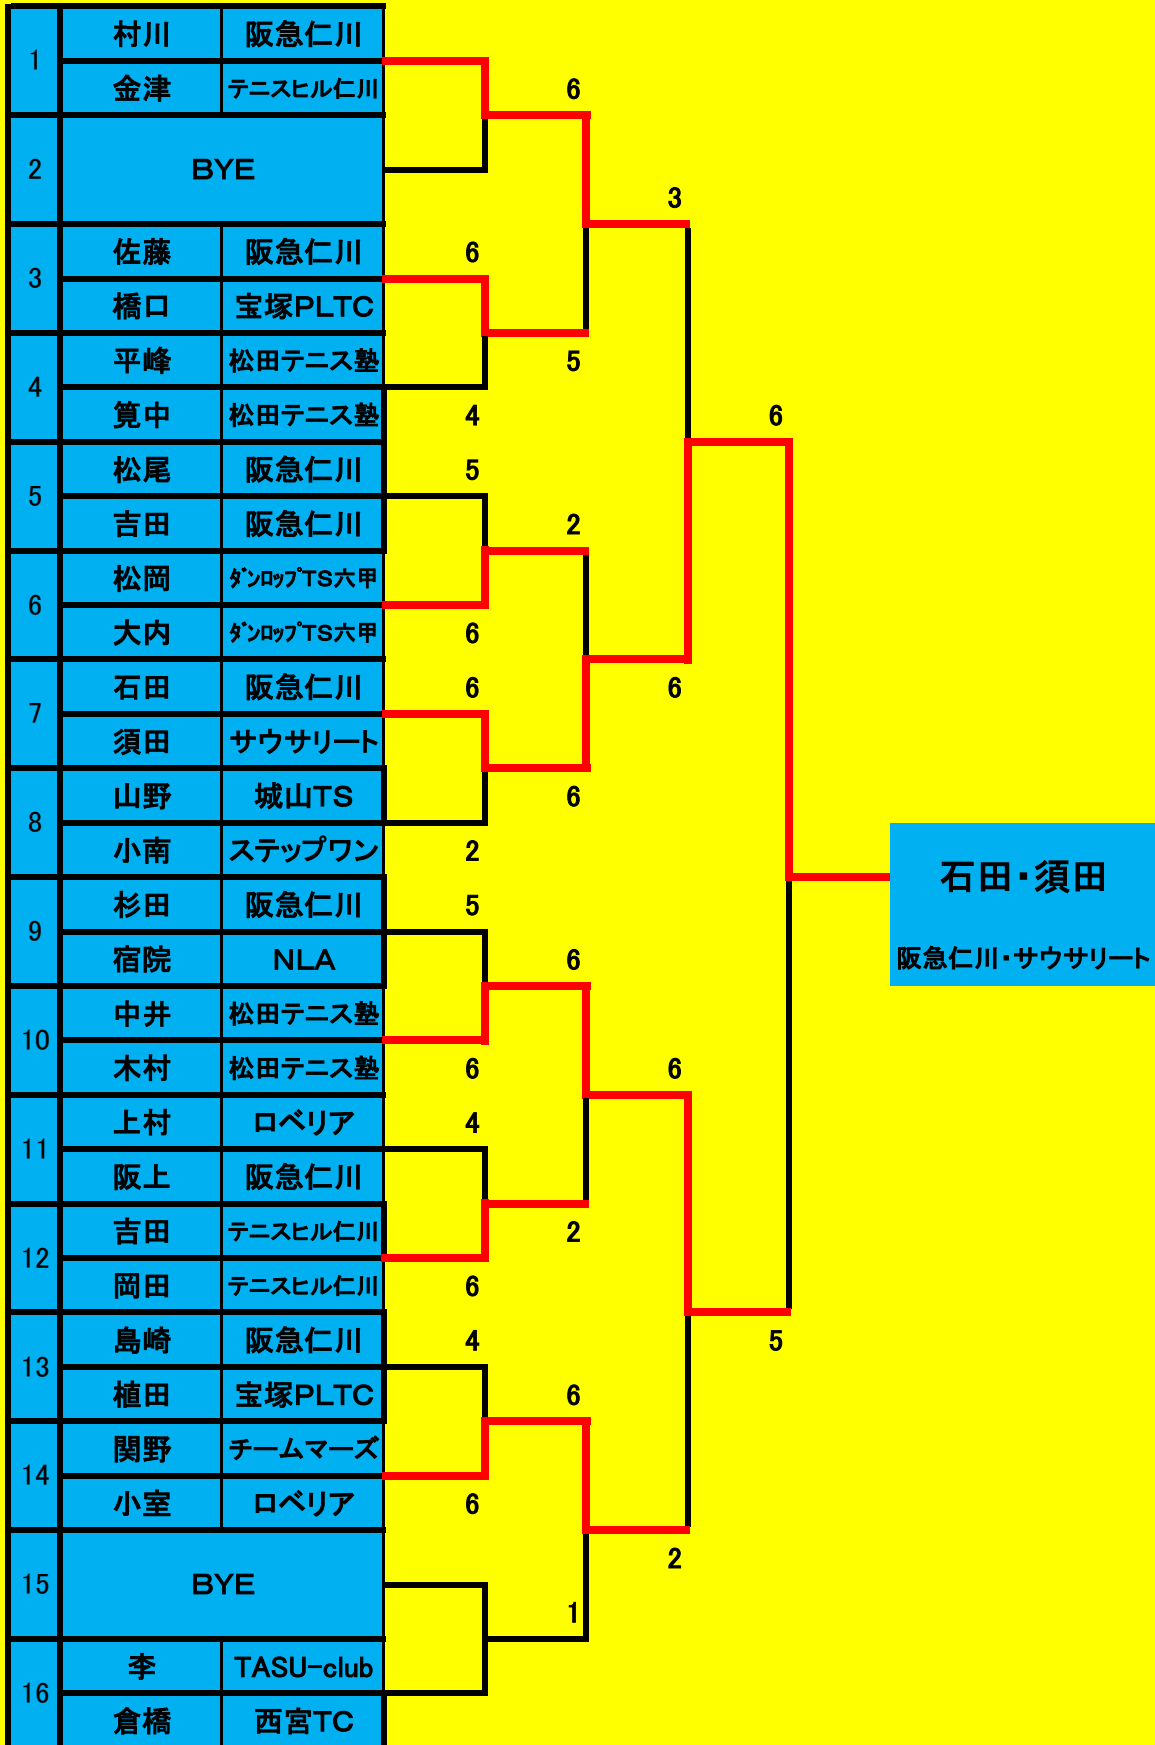 1
村川 阪急仁川
金津 テニスヒル仁川
6
2
BYE
3
3
佐藤 阪急仁川
6
橋口 宝塚PLTC
5
4
平峰 松田テニス塾
筧中 松田テニス塾
4
6
5
松尾 阪急仁川
5
吉田 阪急仁川
2
6
松岡 ダンロップTS六甲
大内 ダンロップTS六甲
6
7
石田 阪急仁川
6
6
須田 サウサリート
6
8
山野 城山TS
小南 ステップワン
2
石田・須田
阪急仁川・サウサリート
9
杉田 阪急仁川
5
宿院 NLA
6
10
中井 松田テニス塾
木村 松田テニス塾
6
6
11
上村 ロベリア
4
阪上 阪急仁川
12
吉田 テニスヒル仁川
2
岡田 テニスヒル仁川
6
13
島崎 阪急仁川
4
5
植田 宝塚PLTC
6
14
関野 チームマーズ
小室 ロベリア
6
2
15
BYE
1
16
李 TASU-club
倉橋 西宮TC